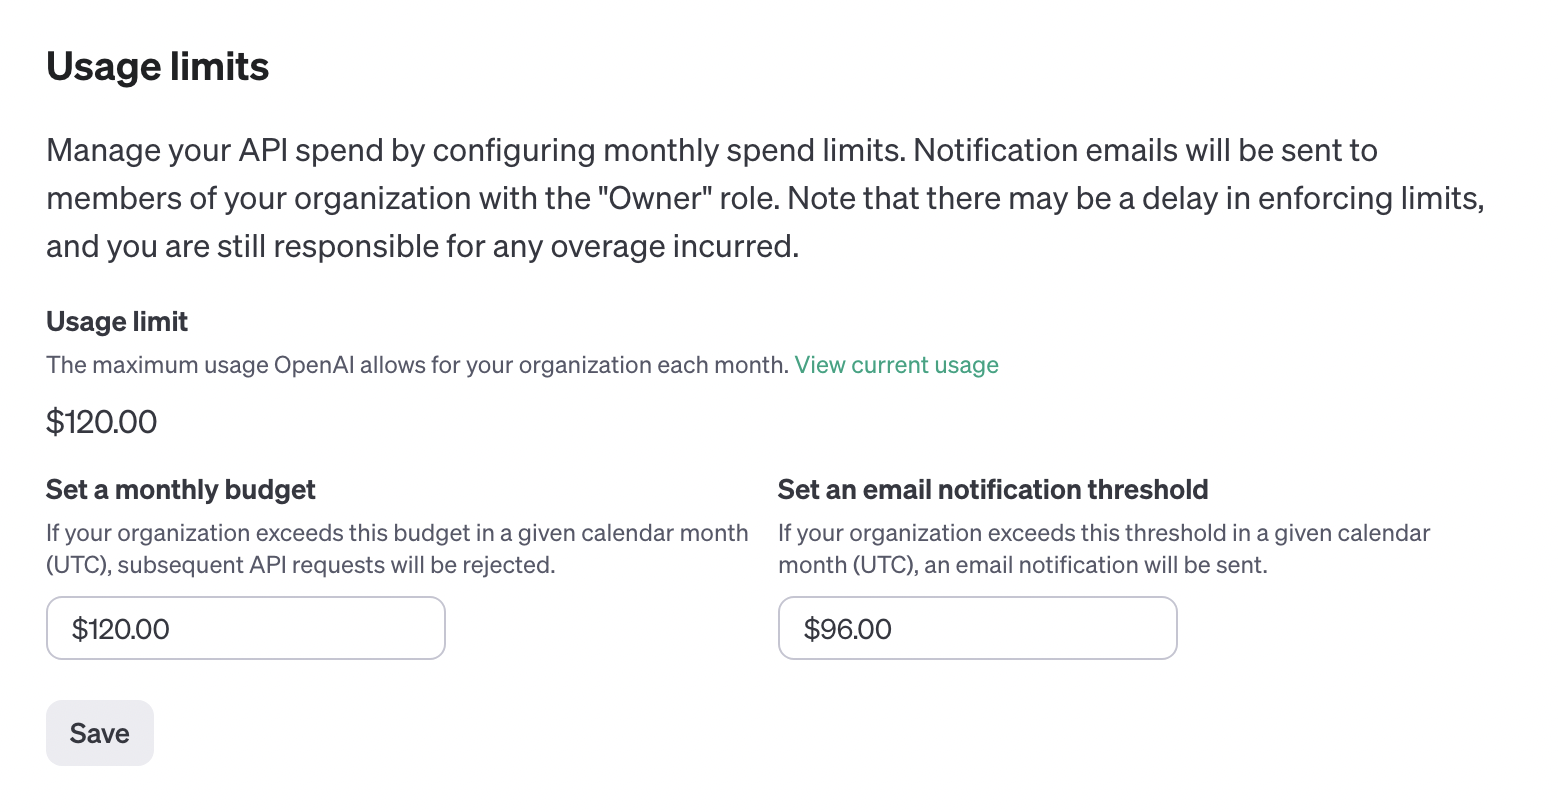 Usage limits
Manage your API spend by configuring monthly spend limits. Notification emails will be sent to
members of your organization with the "Owner" role. Note that there may be a delay in enforcing limits,
and you are still responsible for any overage incurred.
Usage limit
The maximum usage OpenAI allows for your organization each month. View current usage
$120.00
Set a monthly budget
If your organization exceeds this budget in a given calendar month
(UTC), subsequent API requests will be rejected.
$120.00
Set an email notification threshold
If your organization exceeds this threshold in a given calendar
month (UTC), an email notification will be sent.
$96.00
Save